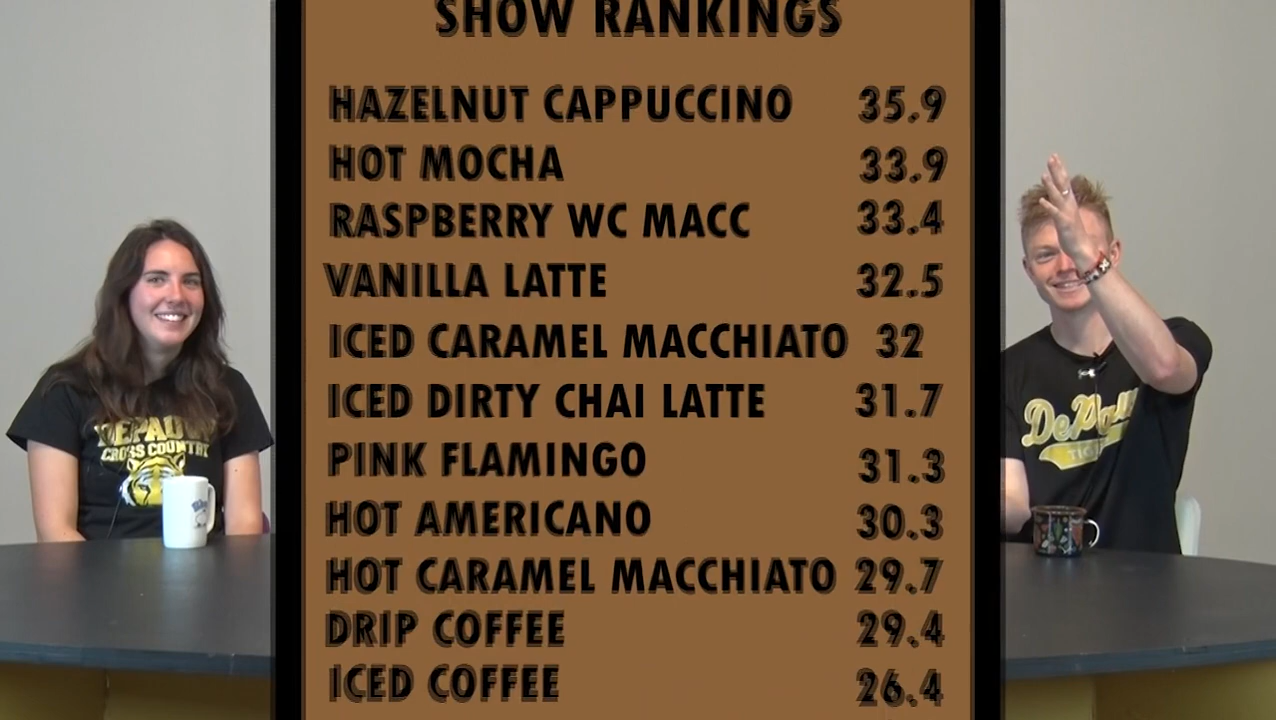 SHOW RANKINGS
HAZELNUT CAPPUCCINO 35.9
HOT MOCHA 33.9
RASPBERRY WC MACC 33.4
VANILLA LATTE 32.5
ICED CARAMEL MACCHIATO 32
ICED DIRTY CHAI LATTE 31.7
PINK FLAMINGO 31.3
HOT AMERICANO 30.3
HOT CARAMEL MACCHIATO 29.7
DRIP COFFEE 29.4
ICED COFFEE 26.4
DEPAUW
CROSS COUNTRY
DePauw